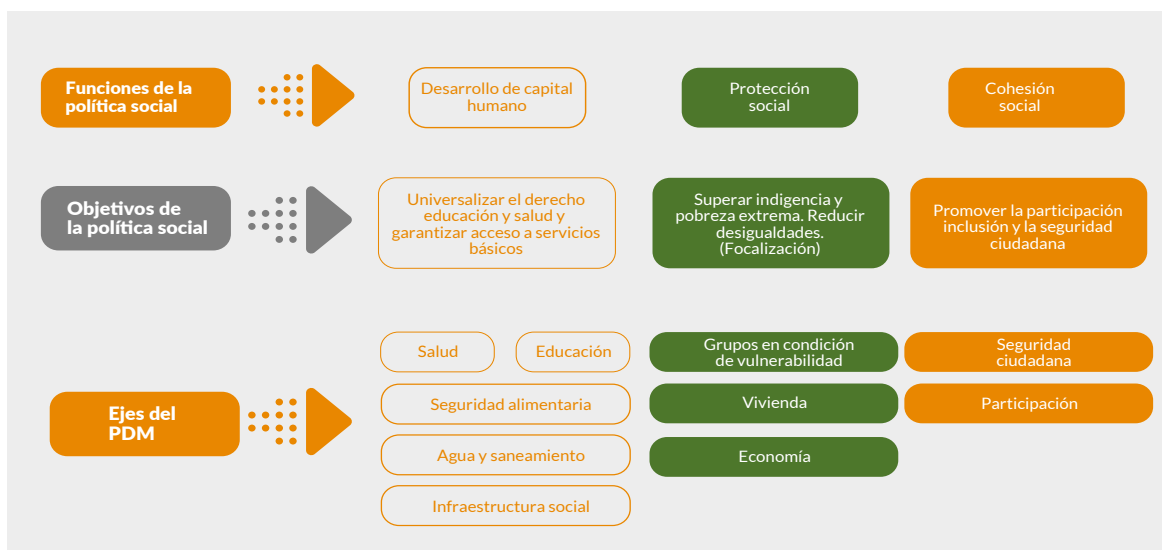 Funciones de la
política social
Desarrollo de capital
humano
Protección
social
Cohesión
social
Objetivos de
la política social
Universalizar el derecho
educación y salud y
garantizar acceso a servicios
básicos
Superar indigencia y
pobreza extrema. Reducir
desigualdades.
(Focalización)
Promover la participación
inclusión y la seguridad
ciudadana
Ejes del
PDM
Salud
Educación
Seguridad alimentaria
Agua y saneamiento
Infraestructura social
Grupos en condición
de vulnerabilidad
Vivienda
Economía
Seguridad
ciudadana
Participación